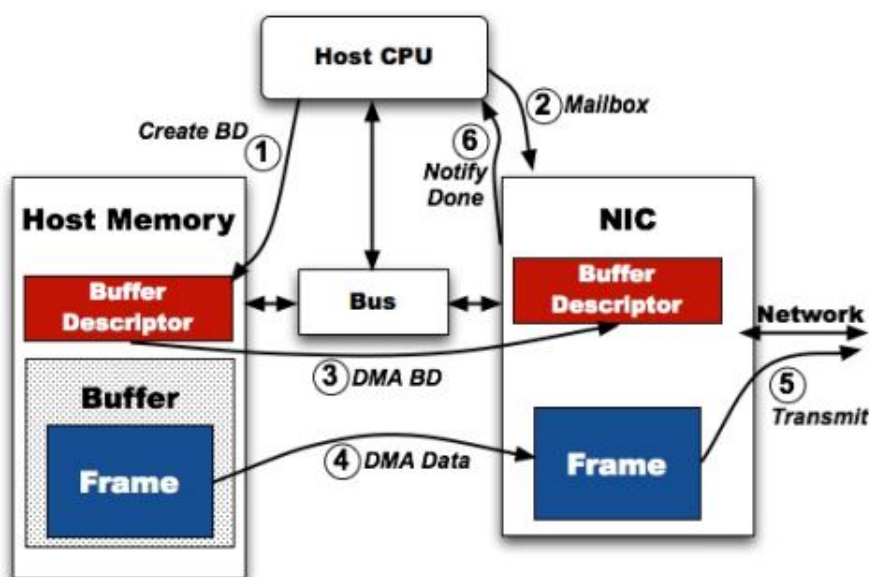 Host CPU
Create BD
1
2
Mailbox
6
Notify
Done
Host Memory
NIC
Buffer
Descriptor
Bus
Buffer
Descriptor
Network
3
DMA BD
5
Transmit
Buffer
Frame
4
DMA Data
Frame